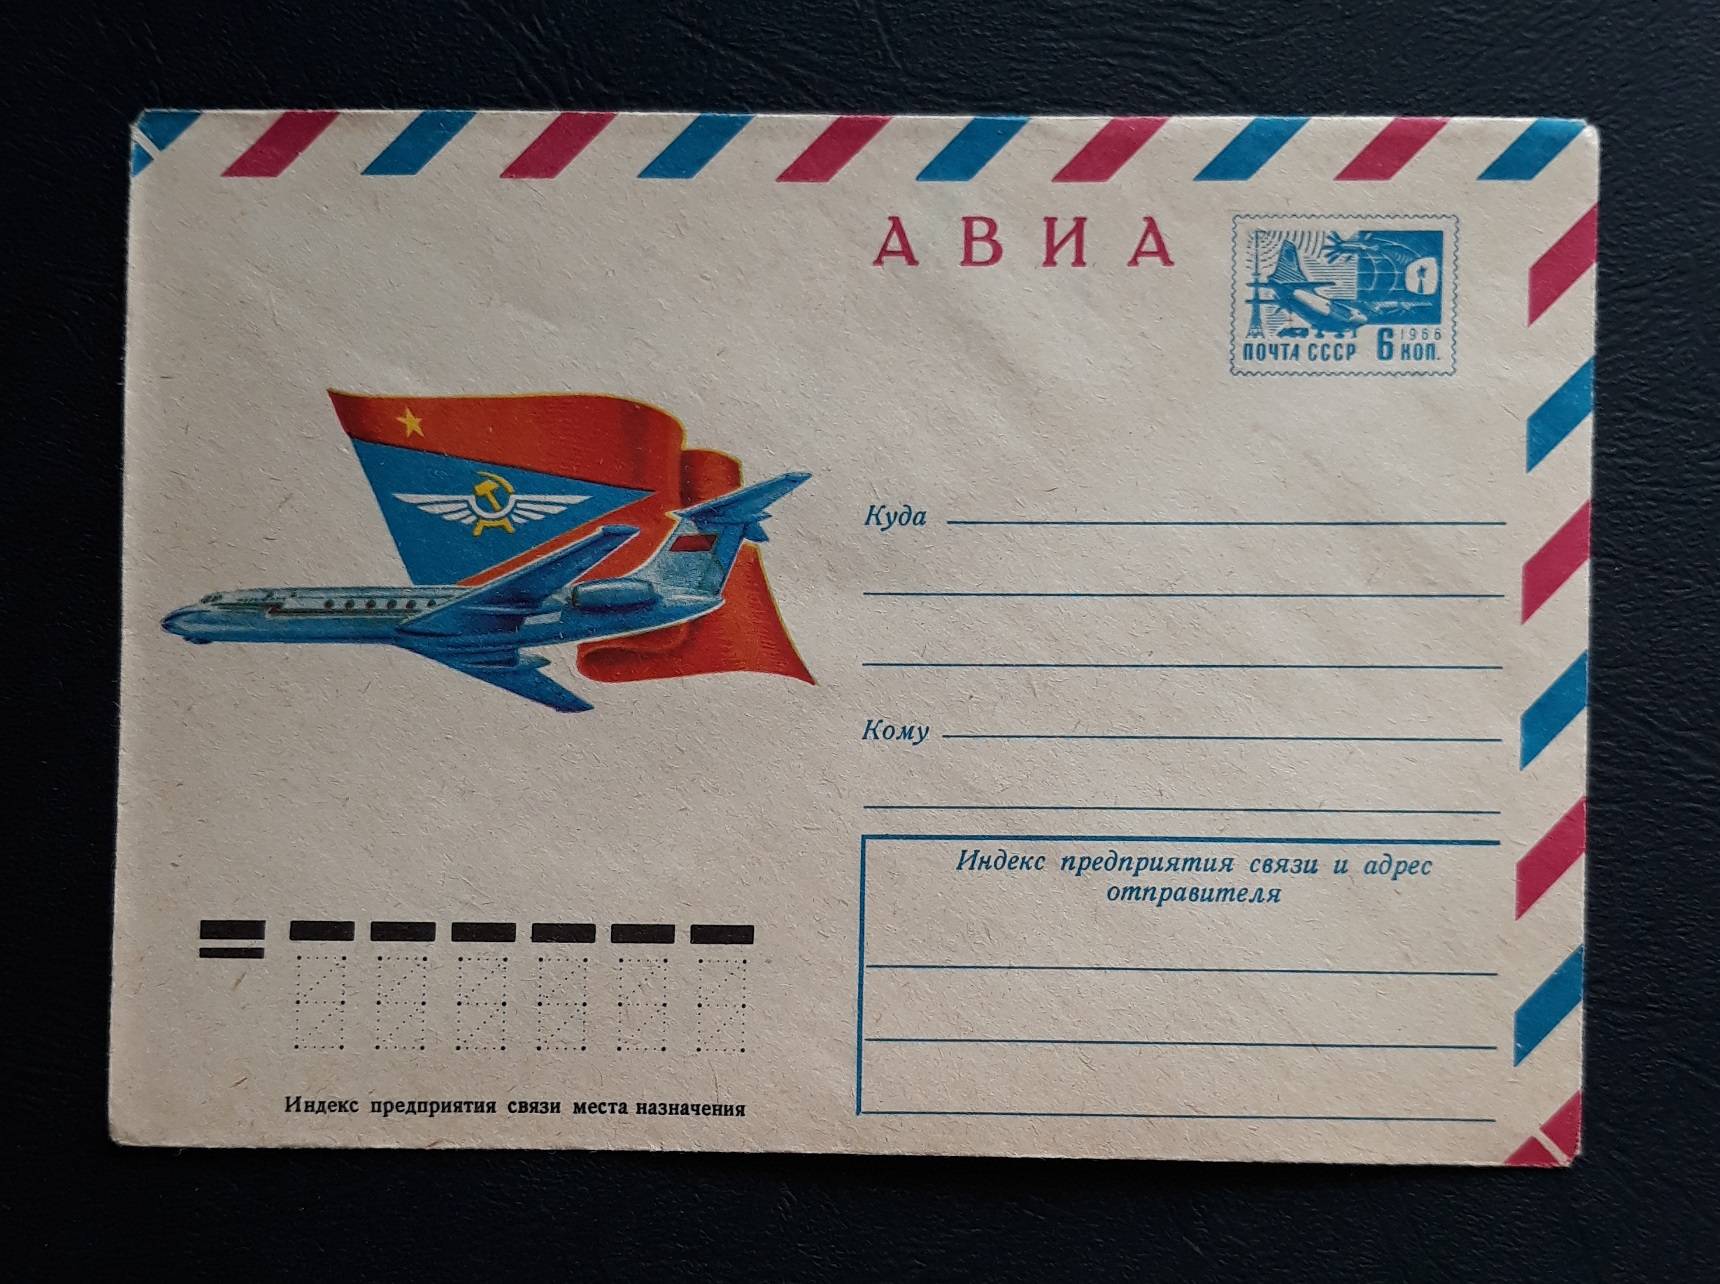 АВИА
1966
ПОЧТА СССР 6 КОП.
Куда
Кому
Индекс предприятия связи и адрес
отправителя
Индекс предприятия связи места назначения